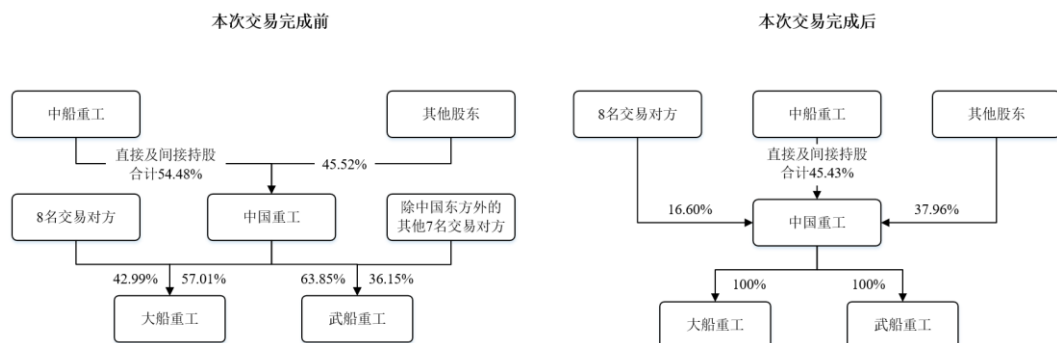 本次交易完成前
中船重工
其他股东
直接及间接持股
合计54.48%
45.52%
8名交易对方
中国重工
除中国东方外的
其他7名交易对方
42.99%
57.01%
63.85%
36.15%
大船重工
武船重工
本次交易完成后
8名交易对方
中船重工
其他股东
直接及间接持股
合计45.43%
16.60%
中国重工
37.96%
100%
100%
大船重工
武船重工